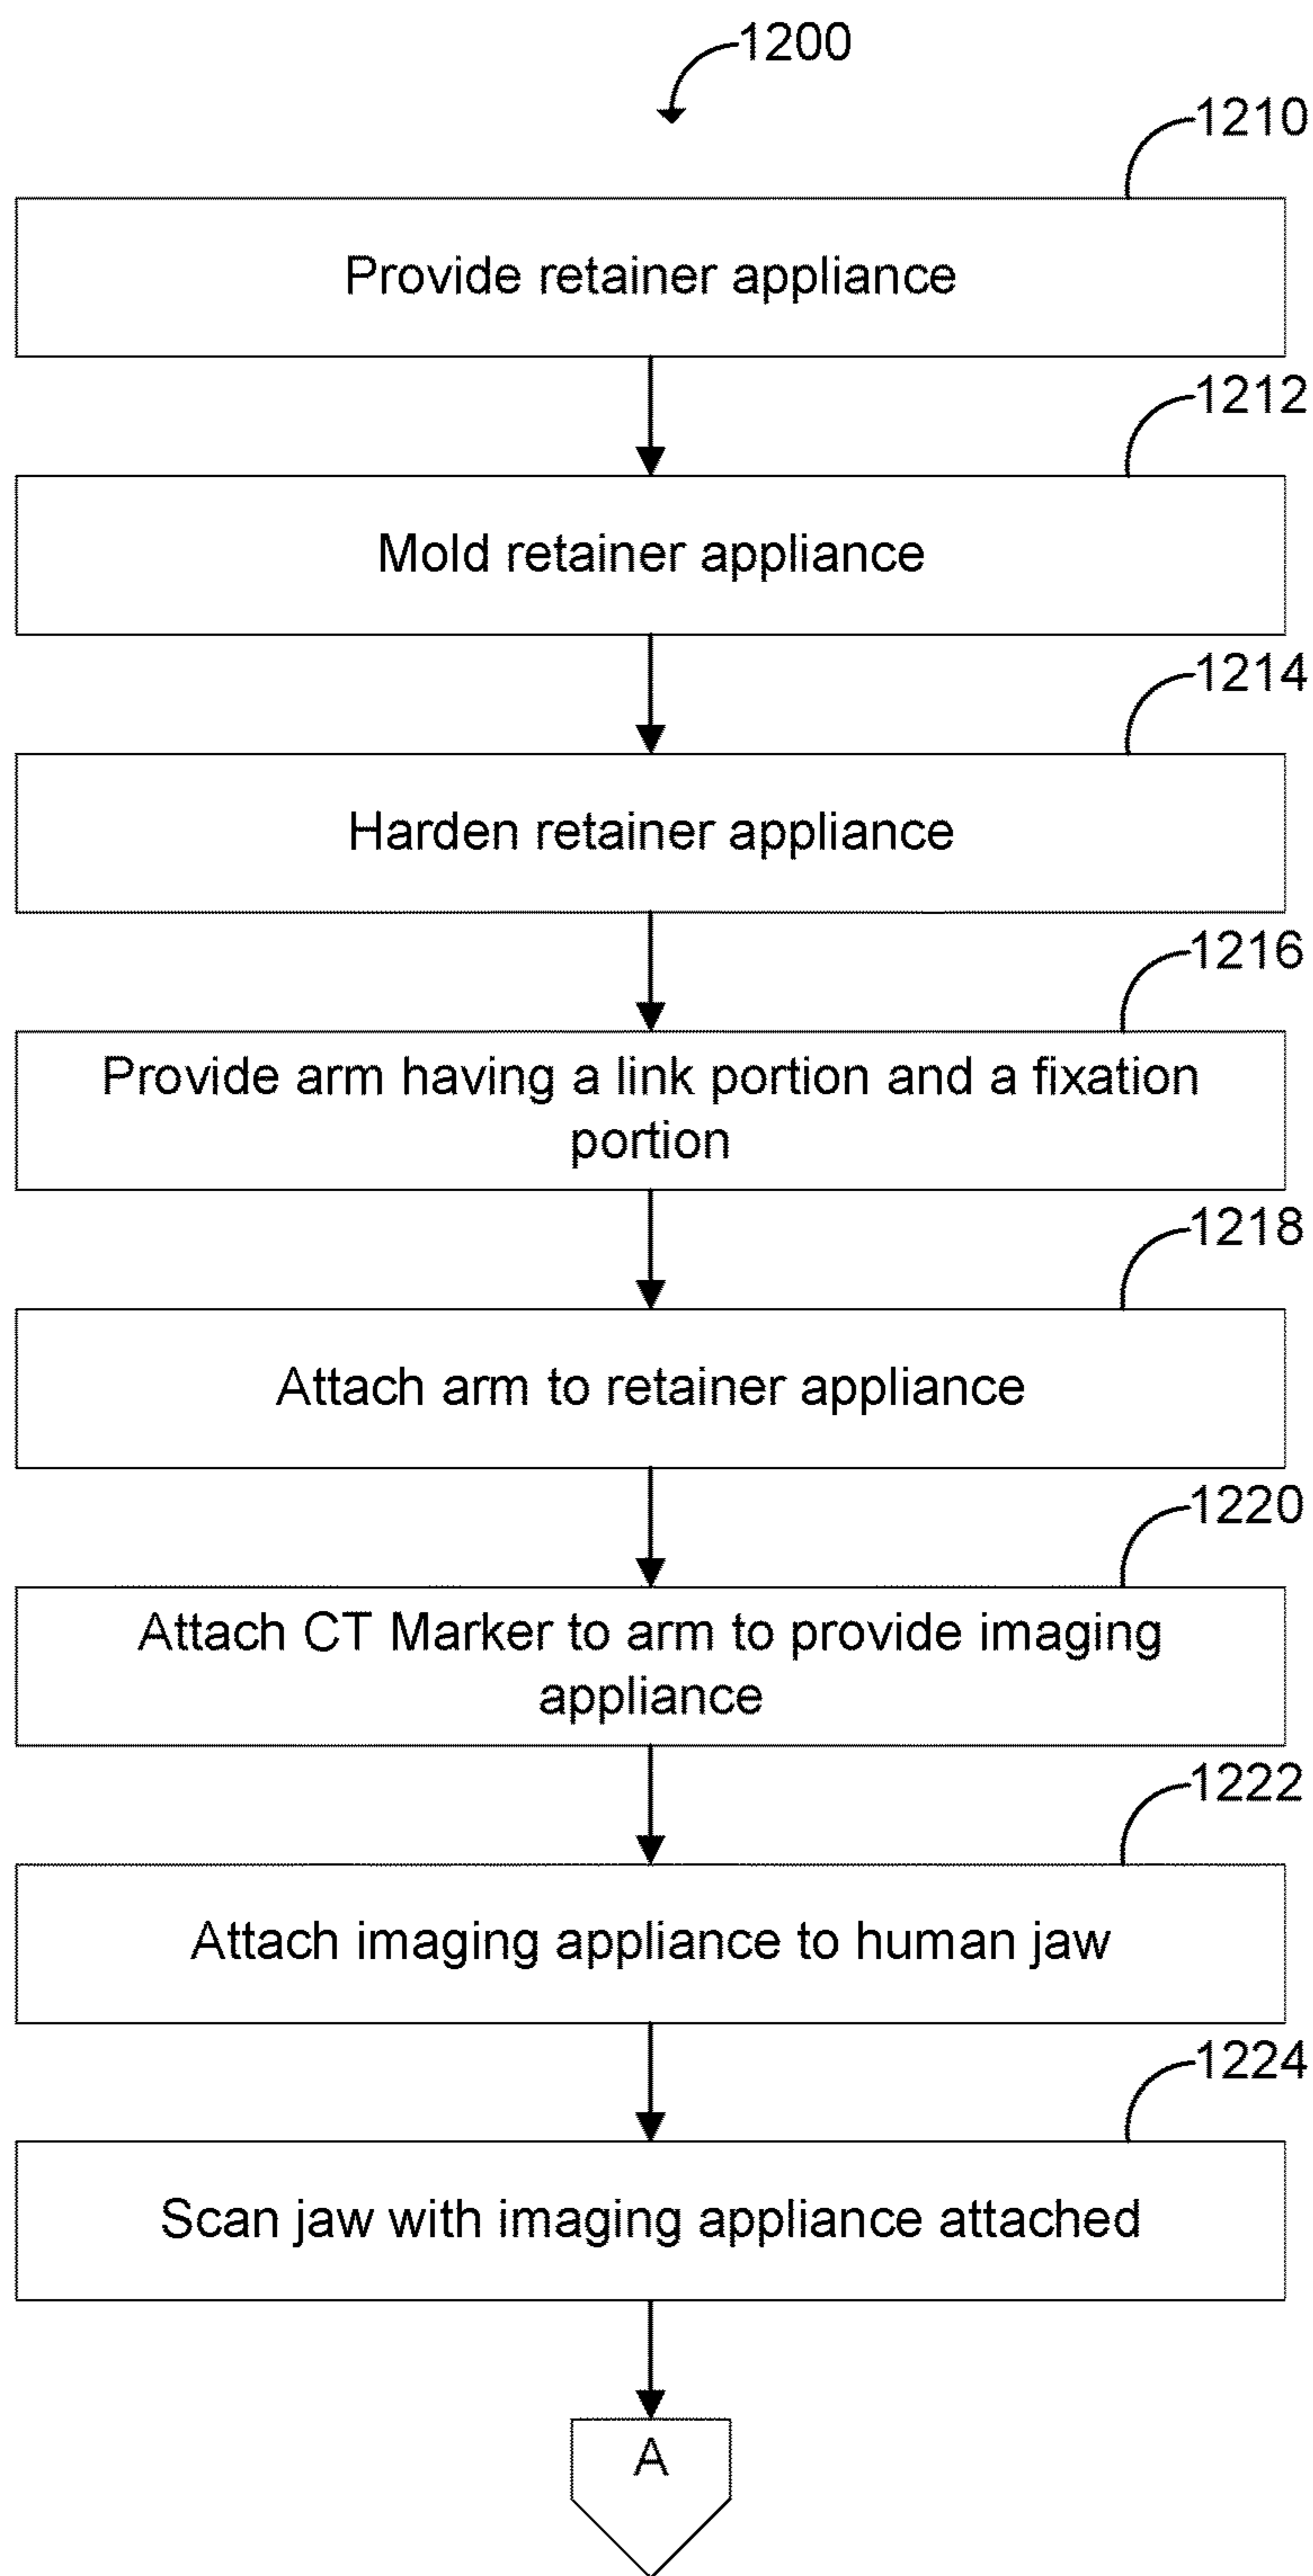 1200
1210
Provide retainer appliance
1212
Mold retainer appliance
1214
Harden retainer appliance
1216
Provide arm having a link portion and a fixation
portion
1218
Attach arm to retainer appliance
1220
Attach CT Marker to arm to provide imaging
appliance
1222
Attach imaging appliance to human jaw
1224
Scan jaw with imaging appliance attached
A